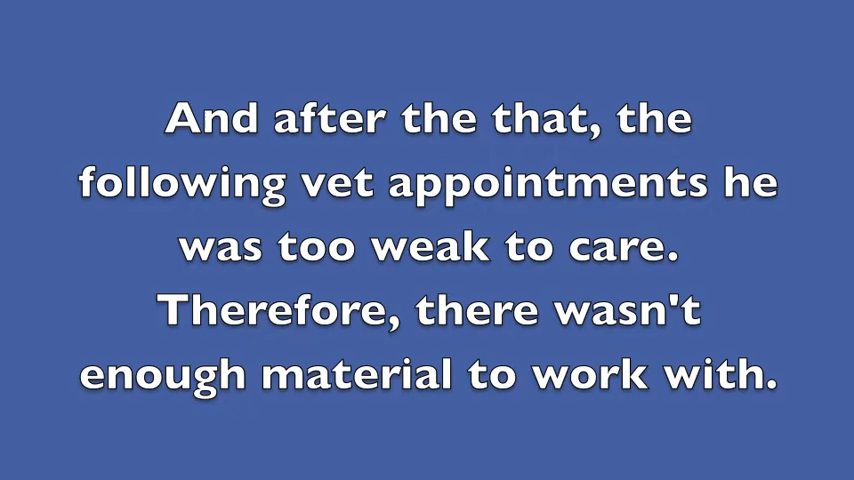 And after the that, the
following vet appointments he
was too weak to care.
Therefore, there wasn't
enough material to work with.